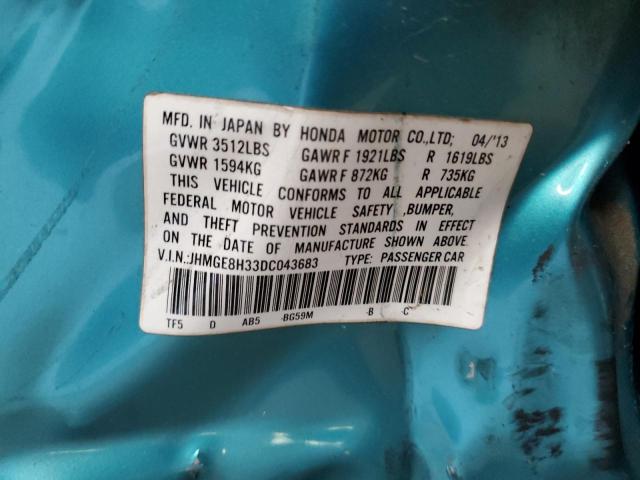 MFD. IN JAPAN BY HONDA MOTOR CO.,LTD; 04/'13
GVWR 3512LBS GAWR F 1921LBS R 1619LBS
GVWR 1594KG GAWR F 872KG R 735KG
THIS VEHICLE CONFORMS TO ALL APPLICABLE
FEDERAL MOTOR VEHICLE SAFETY ,BUMPER,
AND THEFT PREVENTION STANDARDS IN EFFECT
ON THE DATE OF MANUFACTURE SHOWN ABOVE.
V.I.N.:JHMGE8H33DC043683 TYPE: PASSENGER CAR
TF5 D AB5 -BG59M -B -C